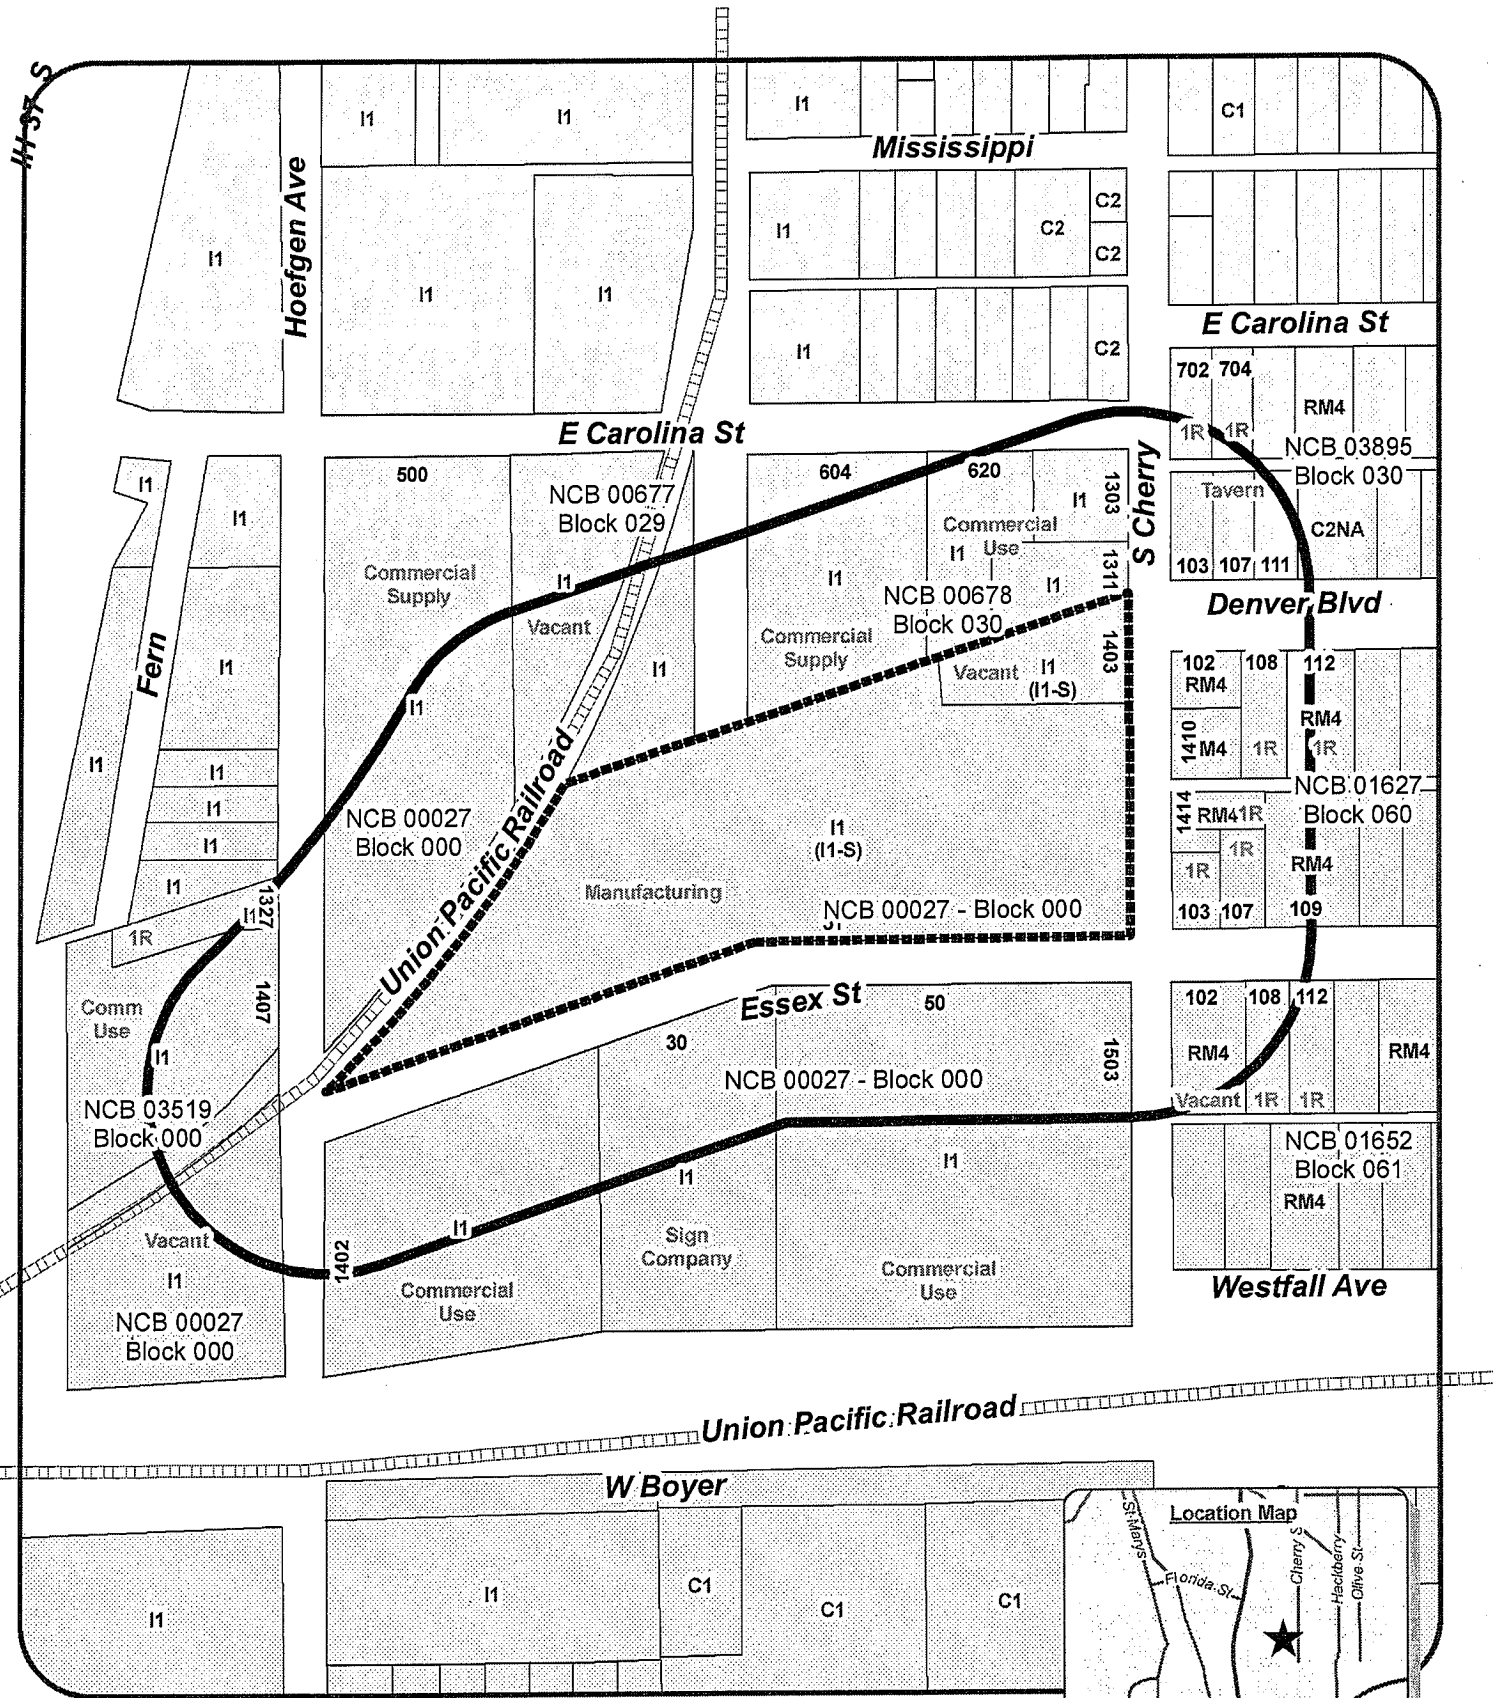 IH 37 S
I1
I1
I1
C1
Mississippi
Hoefgen Ave
C2
I1
C2
C2
I1
I1
I1
E Carolina St
I1
C2
702 704
RM4
E Carolina St
1R
1R
NCB 03895
Block 030
500
604
620
1303
S Cherry
I1
NCB 00677
Block 029
I1
Tavern
I1
Commercial
Use
C2NA
I1
Commercial
Supply
I1
I1
I1
1311
103 107 111
NCB 00678
Block 030
Denver Blvd
Vacant
Commercial
Supply
1403
Fern
I1
I1
Vacant
I1
(I1-S)
102
RM4
108
112
I1
RM4
1410
M4
1R
1R
I1
I1
Union Pacific Railroad
NCB 01627
Block 060
I1
NCB 00027
Block 000
1414
RM4
1R
I1
I1
(I1-S)
1R
RM4
1R
I1
1327
Manufacturing
I1
NCB 00027 - Block 000
103 107
109
1R
Comm
Use
1407
Essex St
50
102
108
112
30
1503
I1
RM4
RM4
NCB 00027 - Block 000
Vacant
1R
1R
NCB 03519
Block 000
NCB 01652
Block 061
I1
I1
RM4
Vacant
I1
Sign
Company
1402
I1
Commercial
Use
Commercial
Use
Westfall Ave
NCB 00027
Block 000
Union Pacific Railroad
W Boyer
Location Map
St Marys
Cherry S
Hackberry
Olive St
Florida St
I1
C1
C1
C1
I1